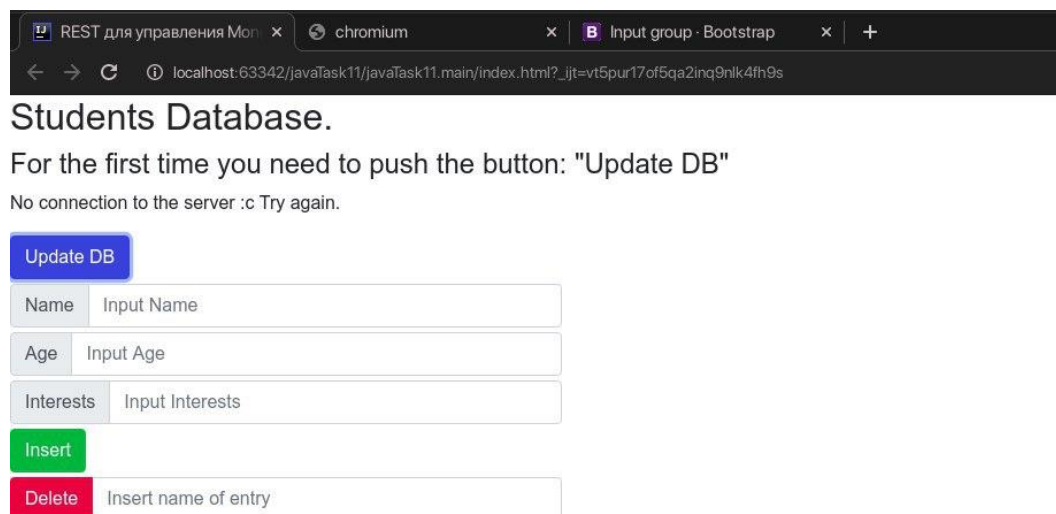 REST для управления Mon
chromium
Input group · Bootstrap
localhost:63342/javaTask11/javaTask11.main/index.html?_ijt=vt5pur17of5qa2inq9nlk4fh9s
Students Database.
For the first time you need to push the button: "Update DB"
No connection to the server :c Try again.
Update DB
Name Input Name
Age Input Age
Interests Input Interests
Insert
Delete Insert name of entry